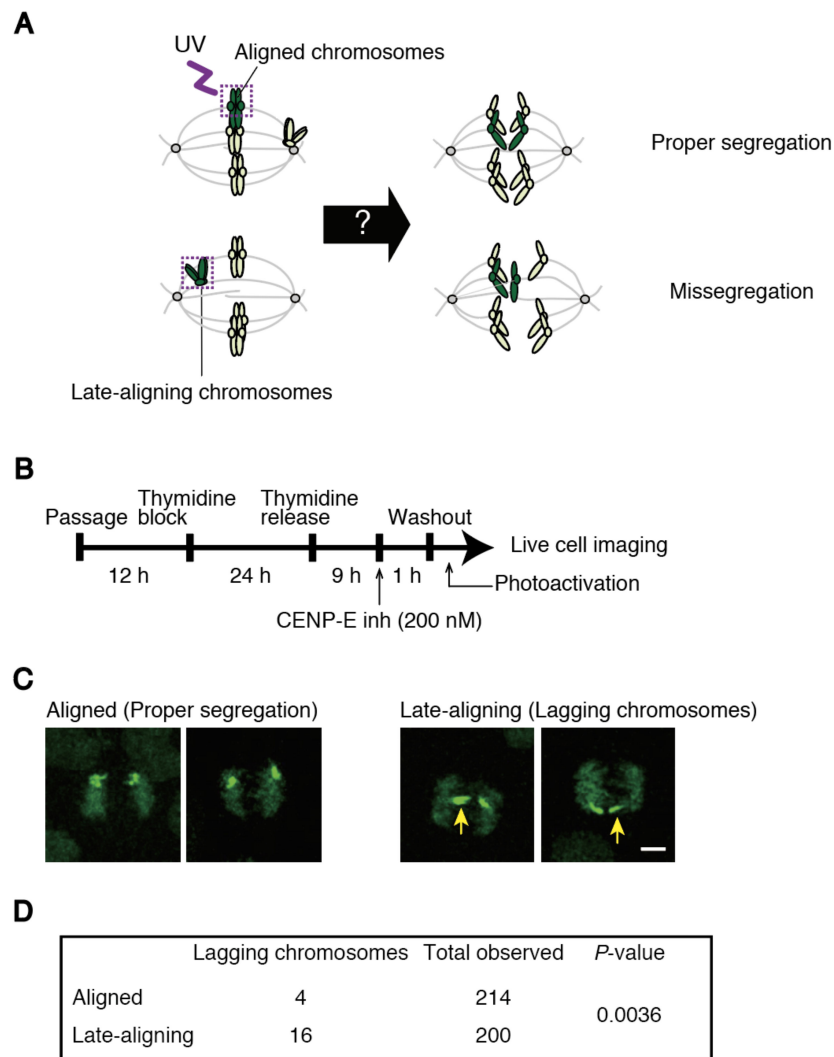 A
UV
Aligned chromosomes
Proper segregation
?
Missegregation
Late-aligning chromosomes
B
Passage
Thymidine
block
Thymidine
release
Washout
Live cell imaging
12 h
24 h
9 h
1 h
Photoactivation
CENP-E inh (200 nM)
C
Aligned (Proper segregation)
Late-aligning (Lagging chromosomes)
D
Lagging chromosomes Total observed P-value
Aligned 4 214
0.0036
Late-aligning 16 200